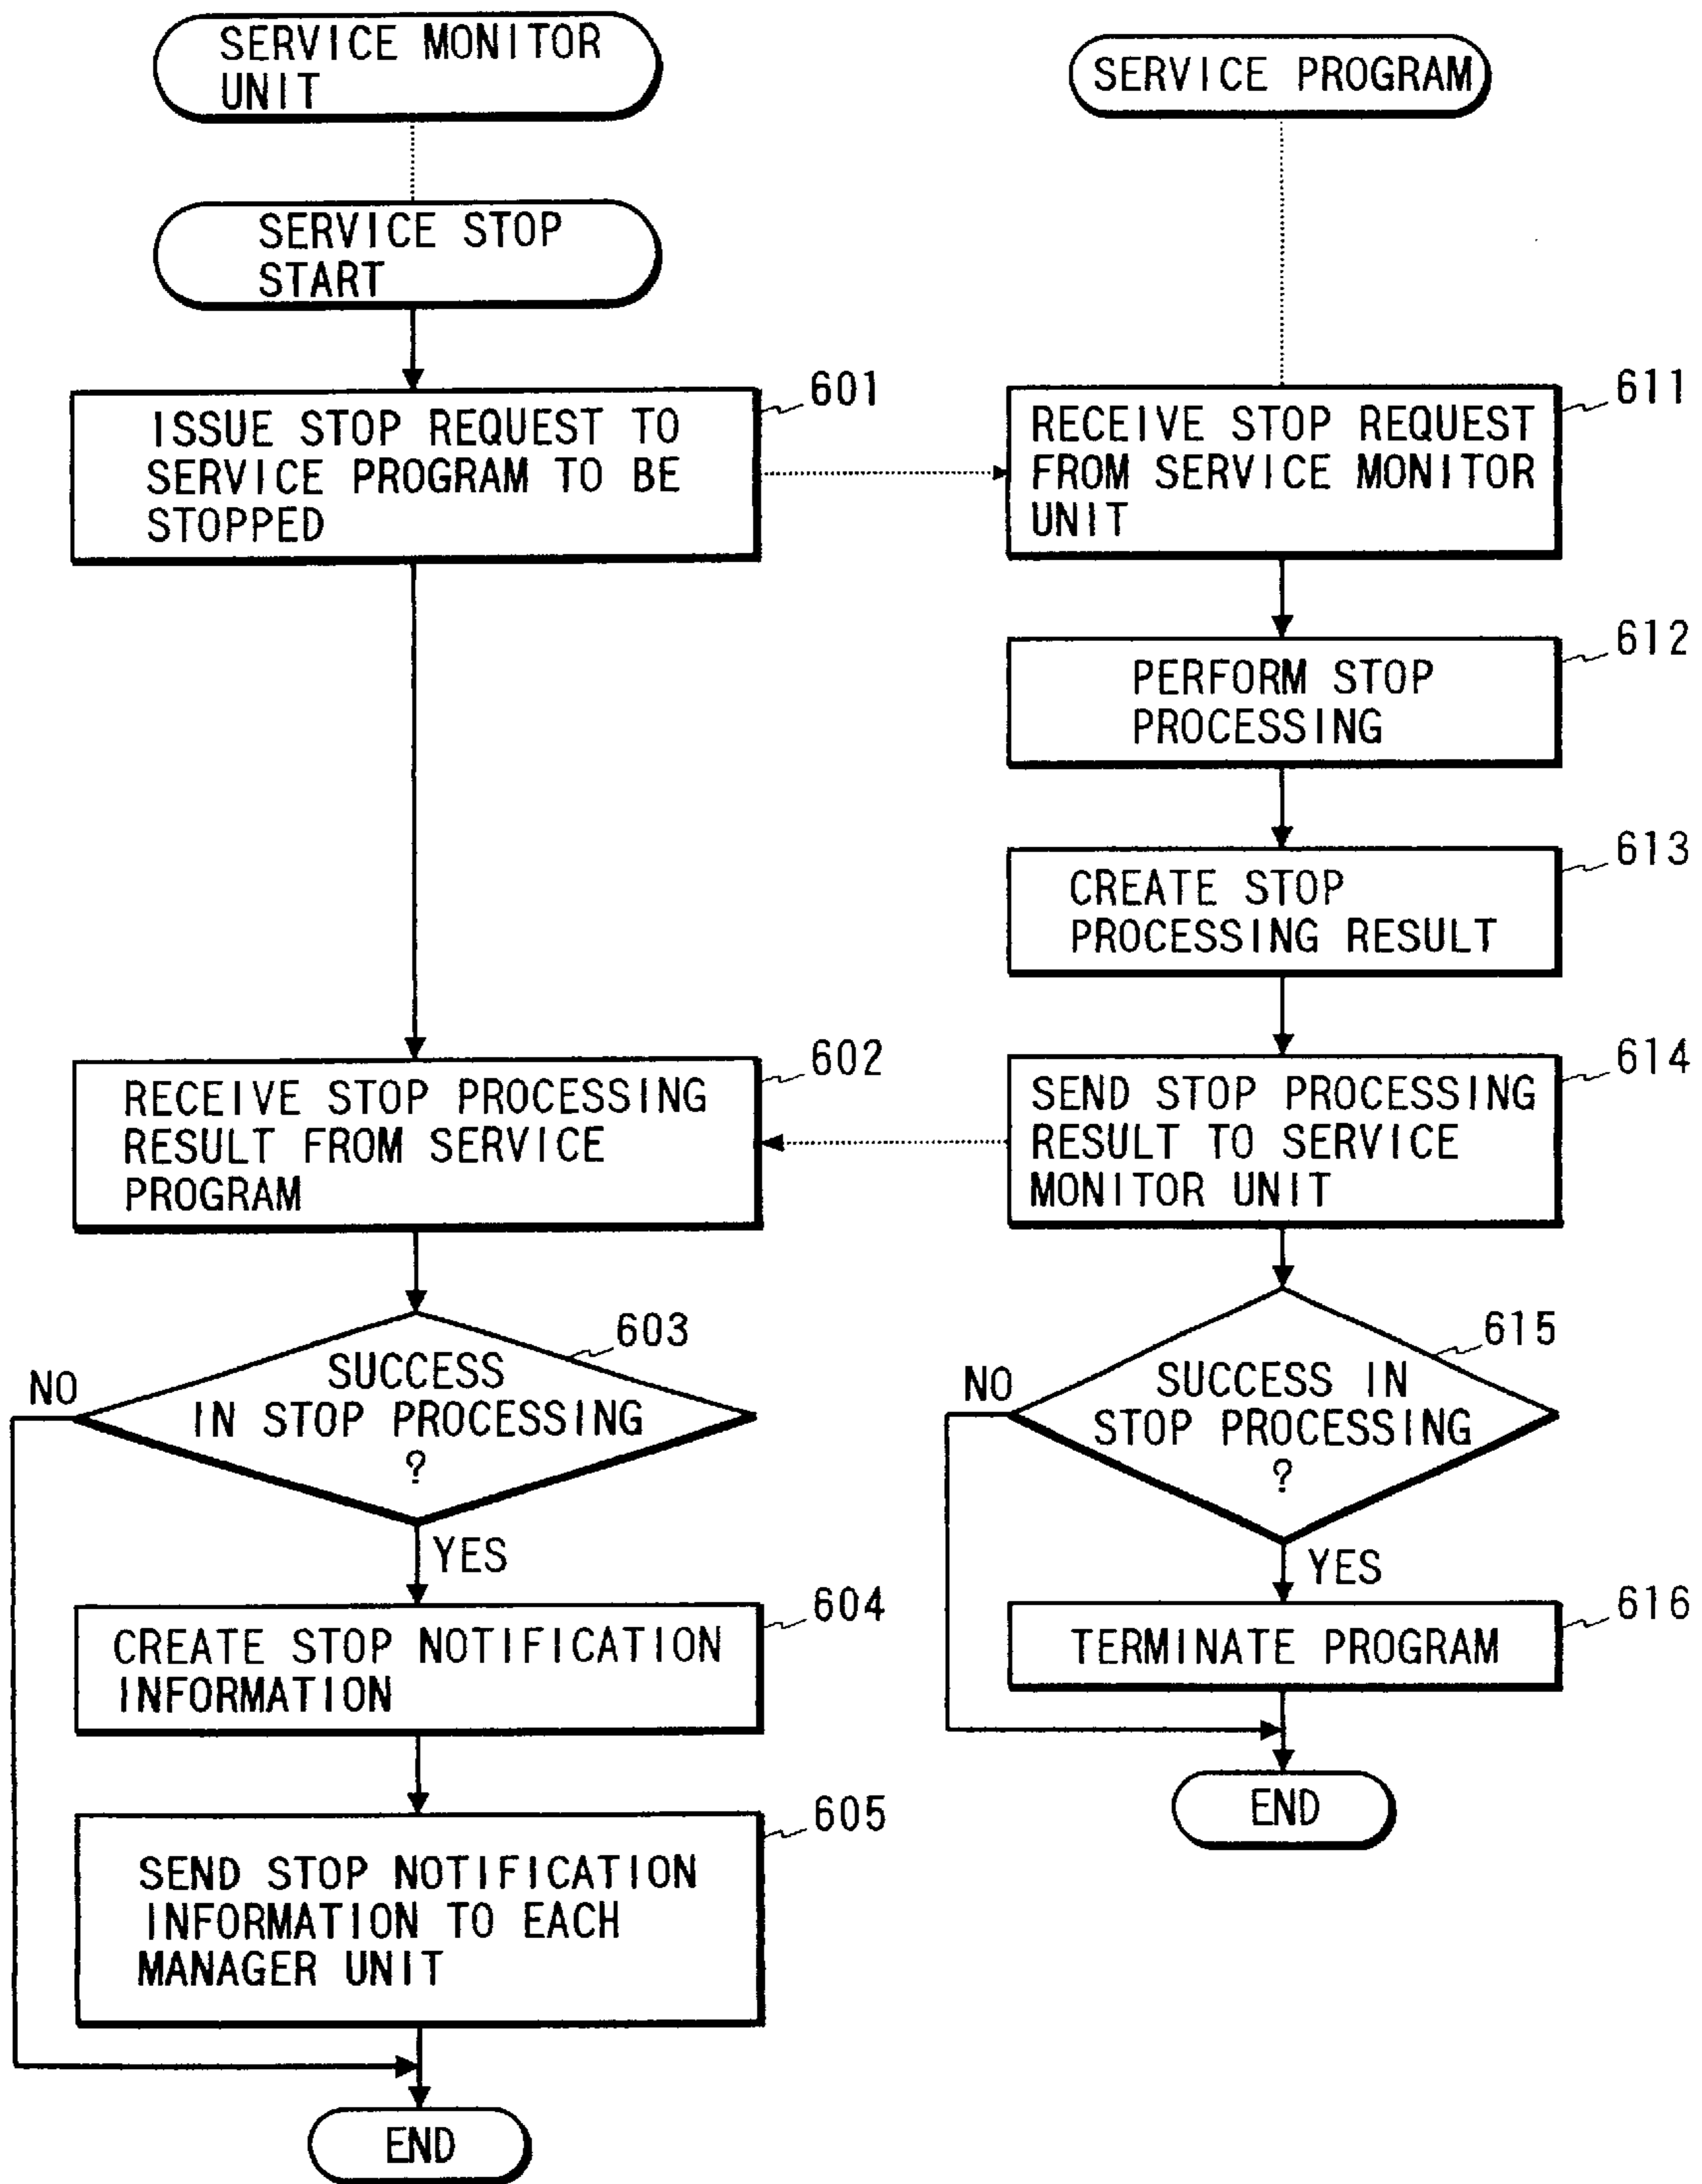 SERVICE MONITOR
UNIT
SERVICE STOP
START
601
ISSUE STOP REQUEST TO
SERVICE PROGRAM TO BE
STOPPED
602
RECEIVE STOP PROCESSING
RESULT FROM SERVICE
PROGRAM
603
SUCCESS
IN STOP PROCESSING
?
NO
YES
604
CREATE STOP NOTIFICATION
INFORMATION
605
SEND STOP NOTIFICATION
INFORMATION TO EACH
MANAGER UNIT
END
SERVICE PROGRAM
611
RECEIVE STOP REQUEST
FROM SERVICE MONITOR
UNIT
612
PERFORM STOP
PROCESSING
613
CREATE STOP
PROCESSING RESULT
614
SEND STOP PROCESSING
RESULT TO SERVICE
MONITOR UNIT
615
SUCCESS IN
STOP PROCESSING
?
NO
YES
616
TERMINATE PROGRAM
END